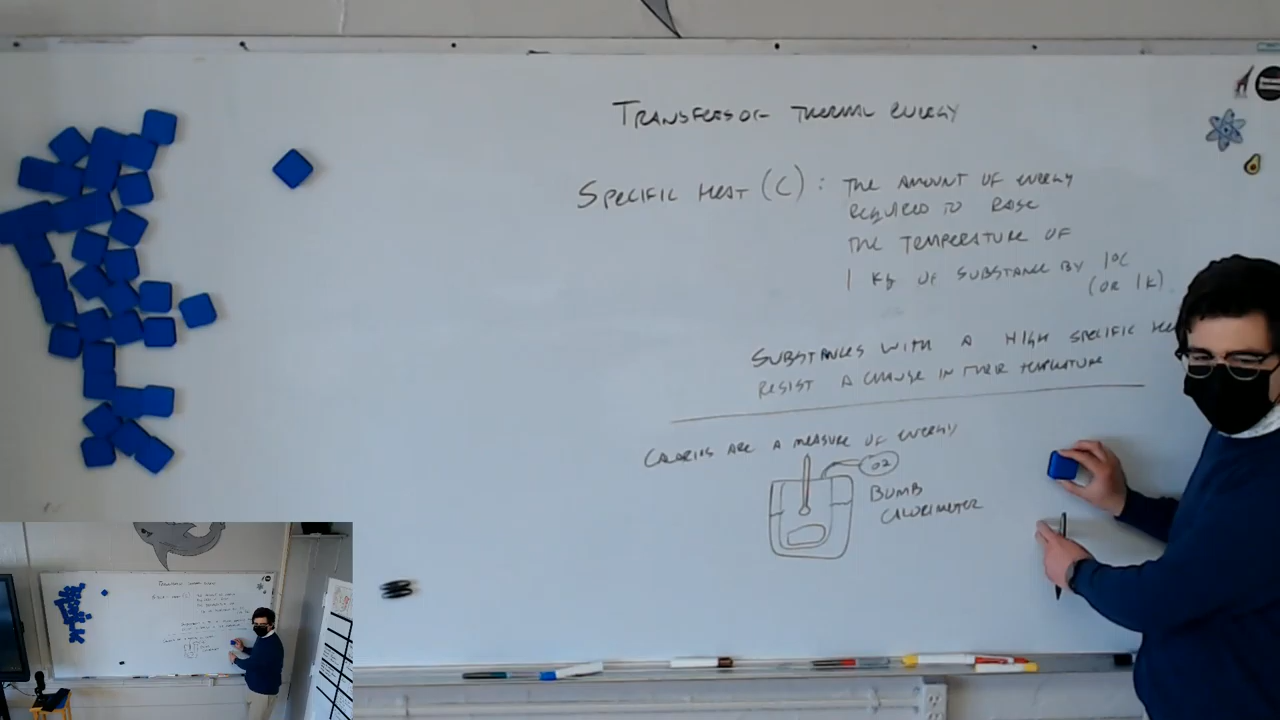 TRANSFERS OF THERMAL ENERGY
SPECIFIC HEAT (C) : THE AMOUNT OF ENERGY
REQUIRED TO RAISE
THE TEMPERATURE OF
1 Kg OF SUBSTANCE BY 1°C
(OR 1K)
SUBSTANCES WITH A HIGH SPECIFIC
RESIST A CHANGE IN THEIR TEMPERATURE
CALORIES ARE A MEASURE OF ENERGY
O2
BUMB
CALORIMETER